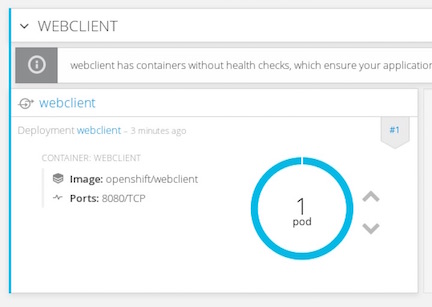 WEBCLIENT
webclient has containers without health checks, which ensure your application
webclient
Deployment webclient – 3 minutes ago
#1
CONTAINER: WEBCLIENT
Image: openshift/webclient
Ports: 8080/TCP
1
pod